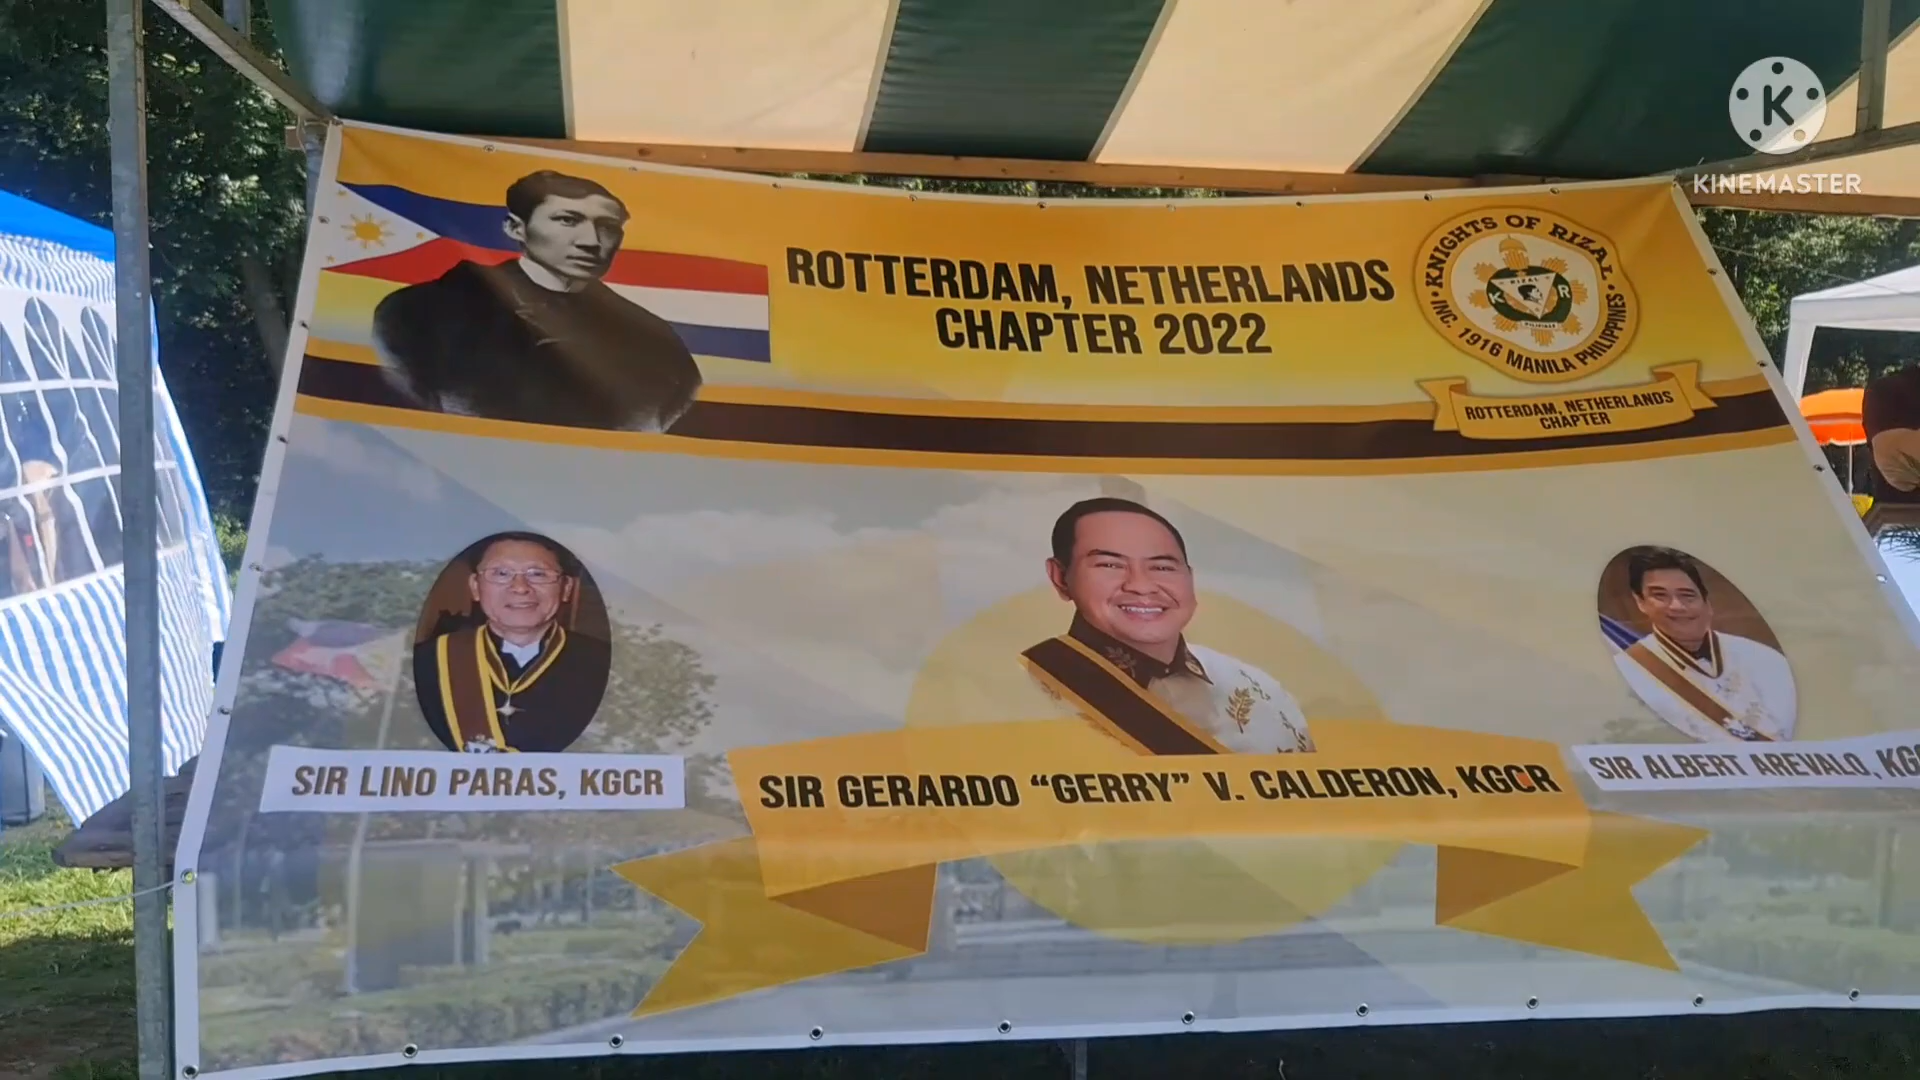 KINEMASTER
ROTTERDAM, NETHERLANDS
CHAPTER 2022
KNIGHTS OF RIZAL
INC. 1916 MANILA PHILIPPINES
RIZAL
K R
ROTTERDAM, NETHERLANDS
CHAPTER
SIR LINO PARAS, KGCR
SIR GERARDO “GERRY” V. CALDERON, KGCR
SIR ALBERT AREVALO,